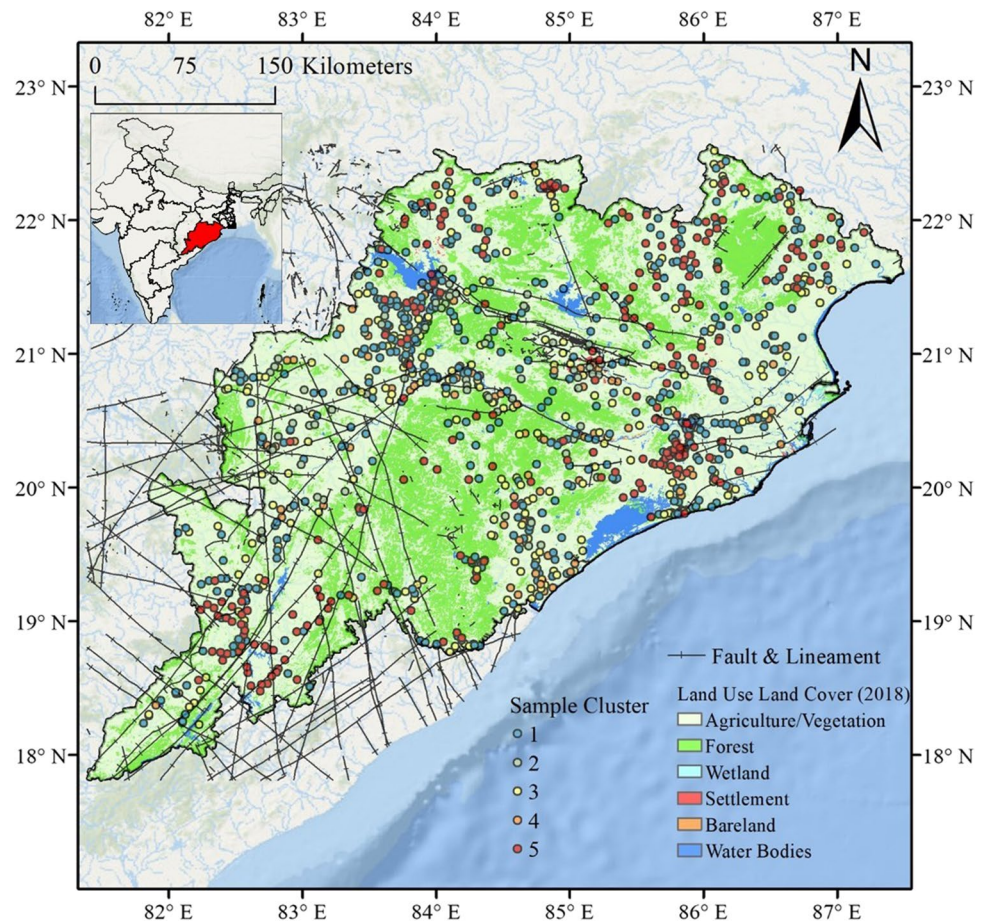 82° E 83° E 84° E 85° E 86° E 87° E
0 75 150 Kilometers
N
23° N 23° N
22° N 22° N
21° N 21° N
20° N 20° N
19° N 19° N
18° N 18° N
Fault & Lineament
Sample Cluster
1
2
3
4
5
Land Use Land Cover (2018)
Agriculture/Vegetation
Forest
Wetland
Settlement
Bareland
Water Bodies
82° E 83° E 84° E 85° E 86° E 87° E